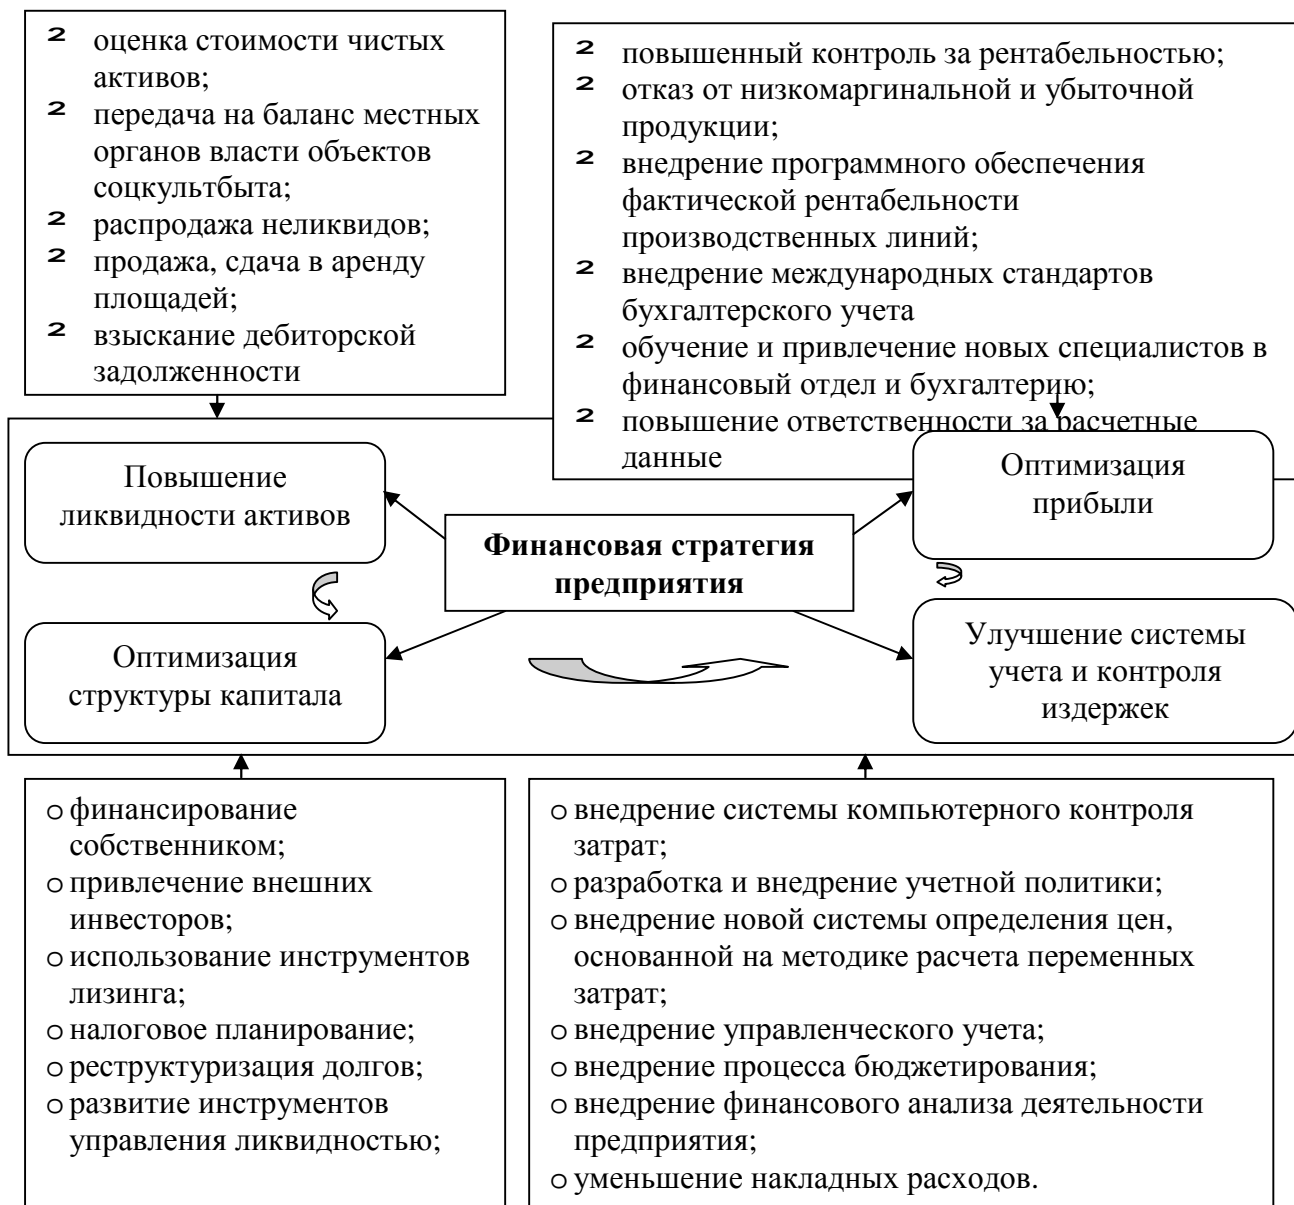 2 оценка стоимости чистых
активов;
2 передача на баланс местных
органов власти объектов
соцкультбыта;
2 распродажа неликвидов;
2 продажа, сдача в аренду
площадей;
2 взыскание дебиторской
задолженности
2 повышенный контроль за рентабельностью;
2 отказ от низкомаргинальной и убыточной
продукции;
2 внедрение программного обеспечения
фактической рентабельности
производственных линий;
2 внедрение международных стандартов
бухгалтерского учета
2 обучение и привлечение новых специалистов в
финансовый отдел и бухгалтерию;
2 повышение ответственности за расчетные
данные
Повышение
ликвидности активов
Оптимизация
прибыли
Финансовая стратегия
предприятия
Оптимизация
структуры капитала
Улучшение системы
учета и контроля
издержек
o финансирование
собственником;
o привлечение внешних
инвесторов;
o использование инструментов
лизинга;
o налоговое планирование;
o реструктуризация долгов;
o развитие инструментов
управления ликвидностью;
o внедрение системы компьютерного контроля
затрат;
o разработка и внедрение учетной политики;
o внедрение новой системы определения цен,
основанной на методике расчета переменных
затрат;
o внедрение управленческого учета;
o внедрение процесса бюджетирования;
o внедрение финансового анализа деятельности
предприятия;
o уменьшение накладных расходов.